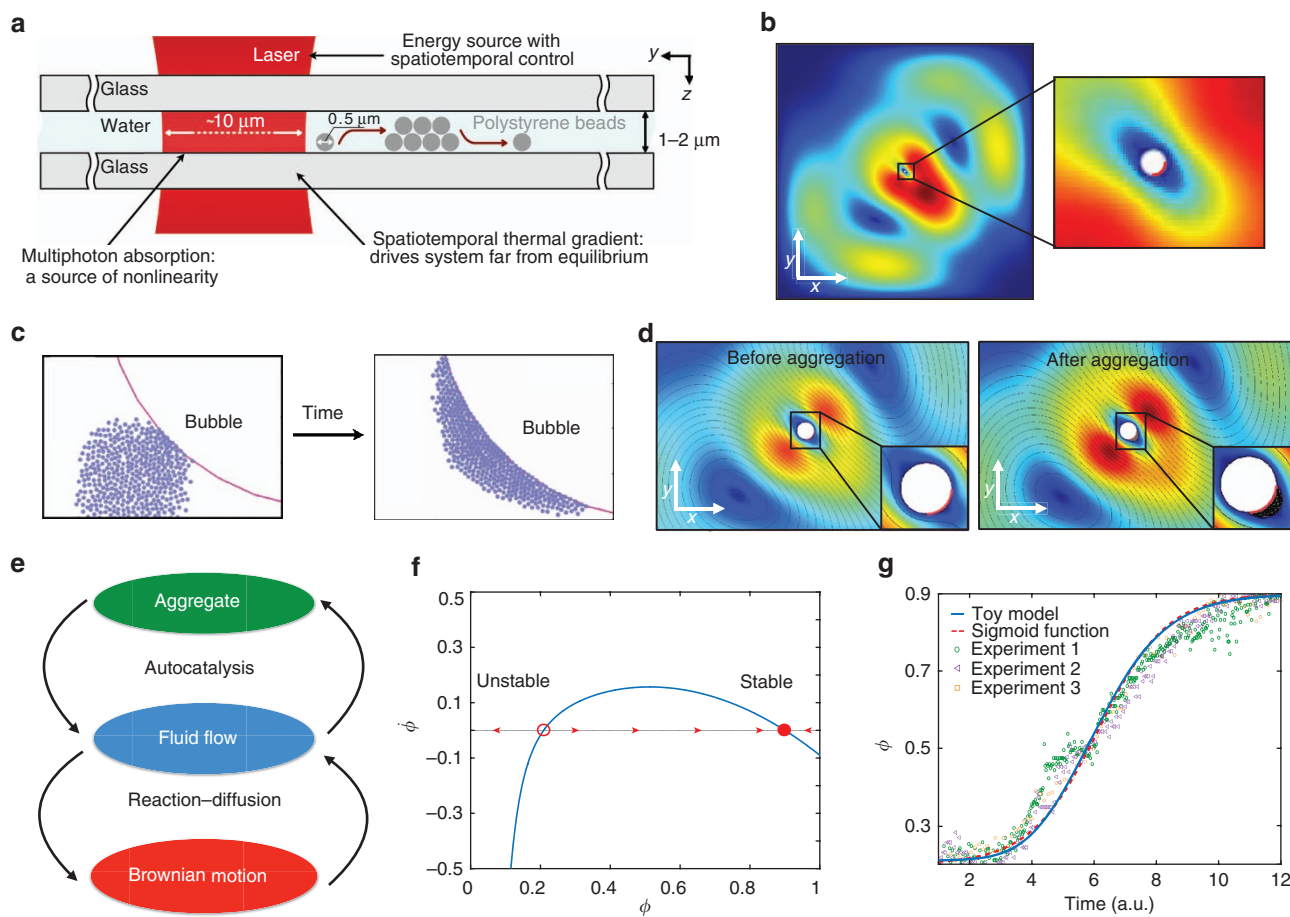 a
Laser
Energy source with
spatiotemporal control
y
z
Glass
Water
~10 μm
0.5 μm
Polystyrene beads
1–2 μm
Glass
Multiphoton absorption:
a source of nonlinearity
Spatiotemporal thermal gradient:
drives system far from equilibrium
b
y
x
c
Bubble
Time
Bubble
d
Before aggregation
y
x
After aggregation
y
x
e
Aggregate
Autocatalysis
Fluid flow
Reaction–diffusion
Brownian motion
f
0.5
0.3
0.1
−0.1
−0.3
−0.5
ϕ̇
Unstable
Stable
0
0.2
0.4
0.6
0.8
1
ϕ
g
0.9
0.7
0.5
0.3
ϕ
Toy model
Sigmoid function
Experiment 1
Experiment 2
Experiment 3
2
4
6
8
10
12
Time (a.u.)